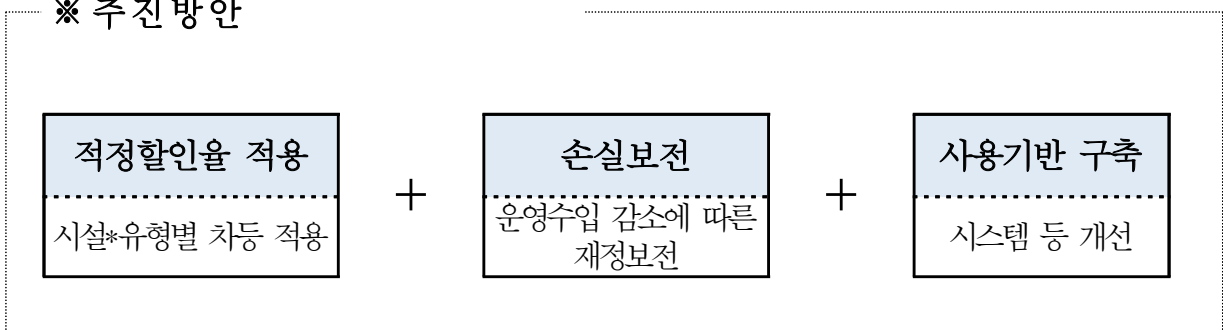 ※ 추진방안
적정할인율 적용
시설*유형별 차등 적용
+
손실보전
운영수입 감소에 따른
재정보전
+
사용기반 구축
시스템 등 개선